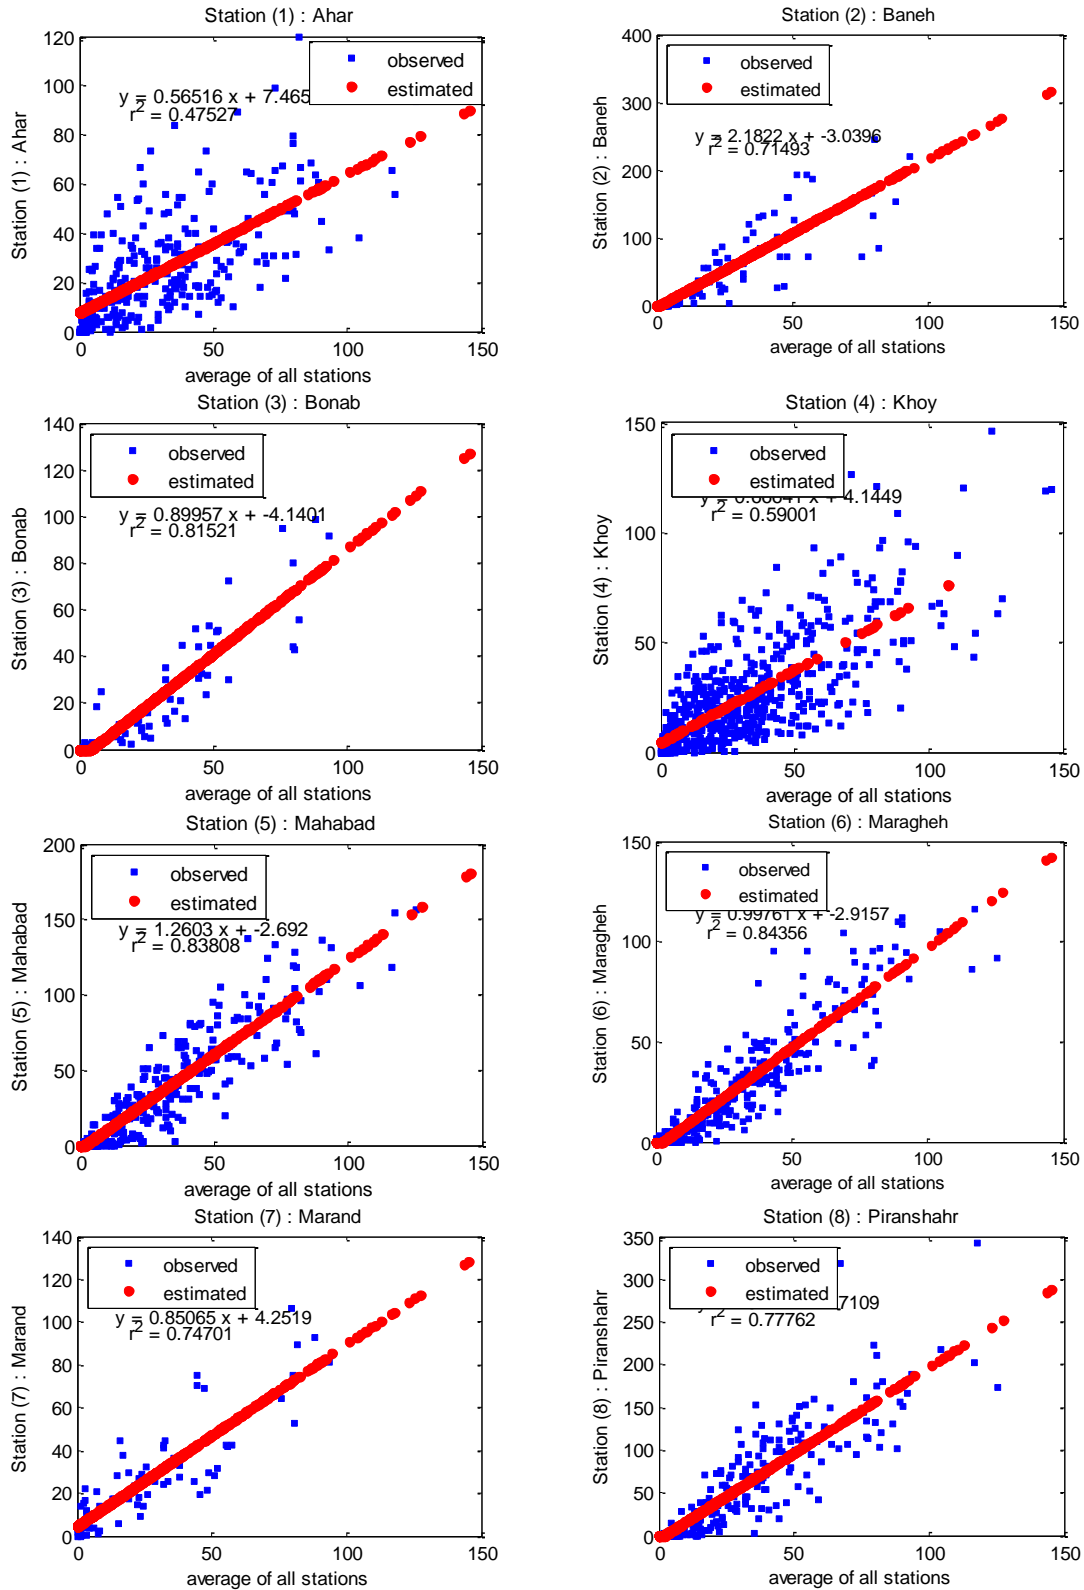 Station (1) : Ahar
120
100
80
60
40
20
0
0
50
100
150
Station (1) : Ahar
average of all stations
observed
estimated
y = 0.56516 x + 7.465
r2 = 0.47527
Station (2) : Baneh
400
300
200
100
0
0
50
100
150
Station (2) : Baneh
average of all stations
observed
estimated
y = 2.1822 x + -3.0396
r2 = 0.71493
Station (3) : Bonab
140
120
100
80
60
40
20
0
0
50
100
150
Station (3) : Bonab
average of all stations
observed
estimated
y = 0.89957 x + -4.1401
r2 = 0.81521
Station (4) : Khoy
150
100
50
0
0
50
100
150
Station (4) : Khoy
average of all stations
observed
estimated
x + 4.1449
r2 = 0.59001
Station (5) : Mahabad
200
150
100
50
0
0
50
100
150
Station (5) : Mahabad
average of all stations
observed
estimated
y = 1.2603 x + -2.692
r2 = 0.83808
Station (6) : Maragheh
150
100
50
0
0
50
100
150
Station (6) : Maragheh
average of all stations
observed
estimated
y = 0.99761 x + -2.9157
r2 = 0.84356
Station (7) : Marand
140
120
100
80
60
40
20
0
0
50
100
150
Station (7) : Marand
average of all stations
observed
estimated
y = 0.85065 x + 4.2519
r2 = 0.74701
Station (8) : Piranshahr
350
300
250
200
150
100
50
0
0
50
100
150
Station (8) : Piranshahr
average of all stations
observed
estimated
7109
r2 = 0.77762